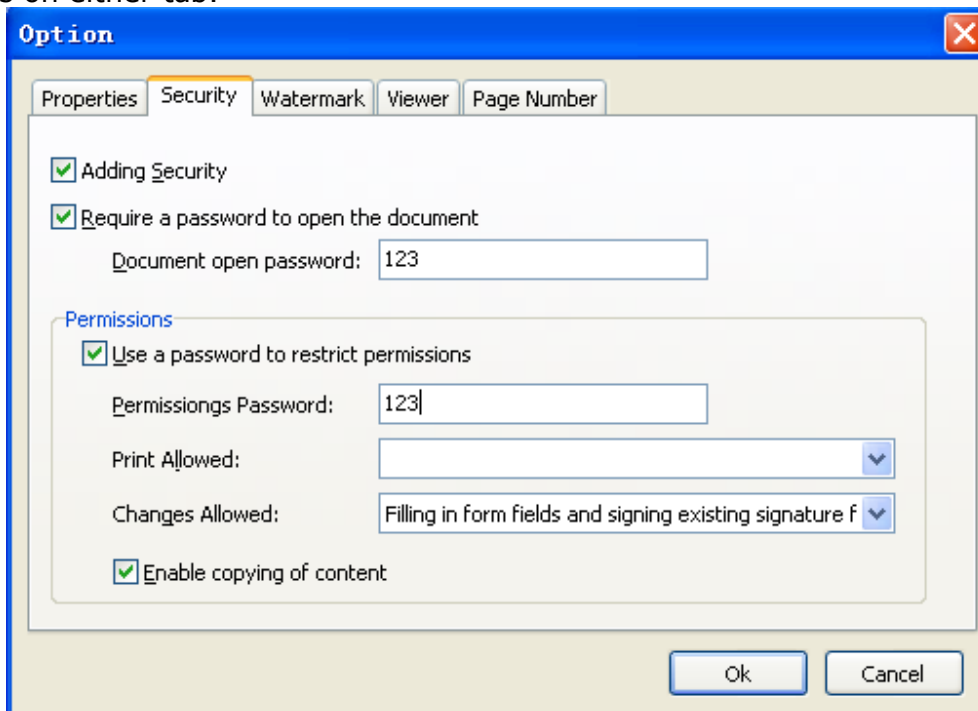 Option
Properties Security Watermark Viewer Page Number
Adding Security
Require a password to open the document
Document open password: 123
Permissions
Use a password to restrict permissions
Permissiongs Password: 123
Print Allowed:
Changes Allowed: Filling in form fields and signing existing signature f
Enable copying of content
Ok Cancel